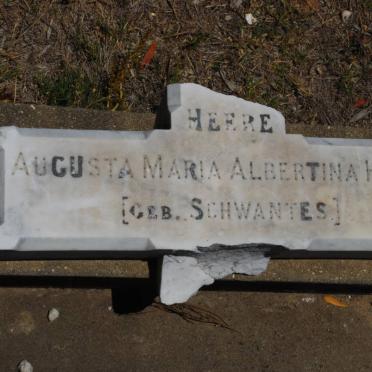 HEERE
AUGUSTA MARIA ALBERTINA H
[GEB. SCHWANTES.]